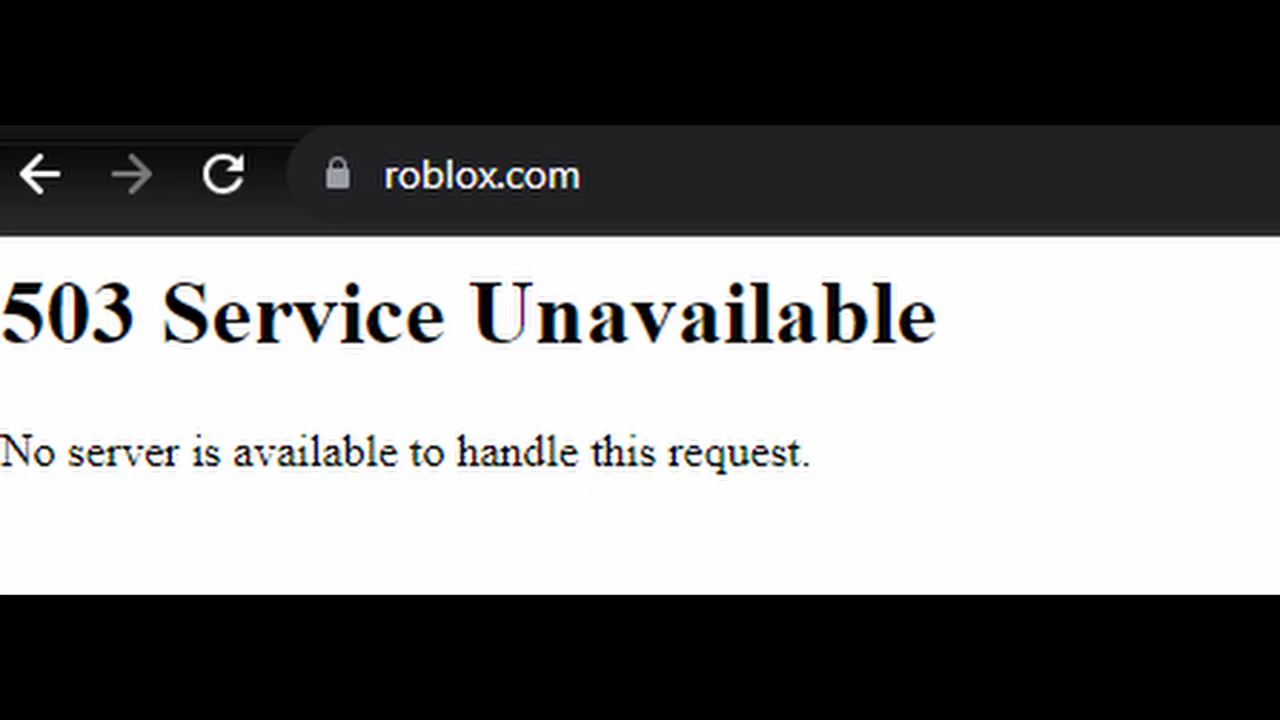 roblox.com
503 Service Unavailable
No server is available to handle this request.